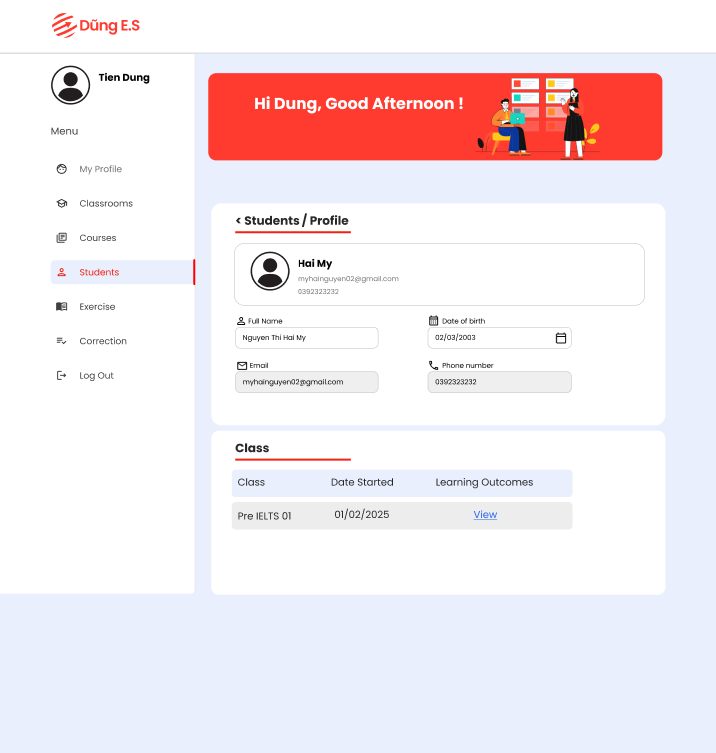 Dũng E.S
Tien Dung
Menu
My Profile
Classrooms
Courses
Students
Exercise
Correction
Log Out
Hi Dung, Good Afternoon !
< Students / Profile
Hai My
myhainguyen02@gmail.com
0392323232
Full Name
Date of birth
Nguyen Thi Hai My
02/03/2003
Email
Phone number
myhainguyen02@gmail.com
0392323232
Class
Class Date Started Learning Outcomes
Pre IELTS 01 01/02/2025 View